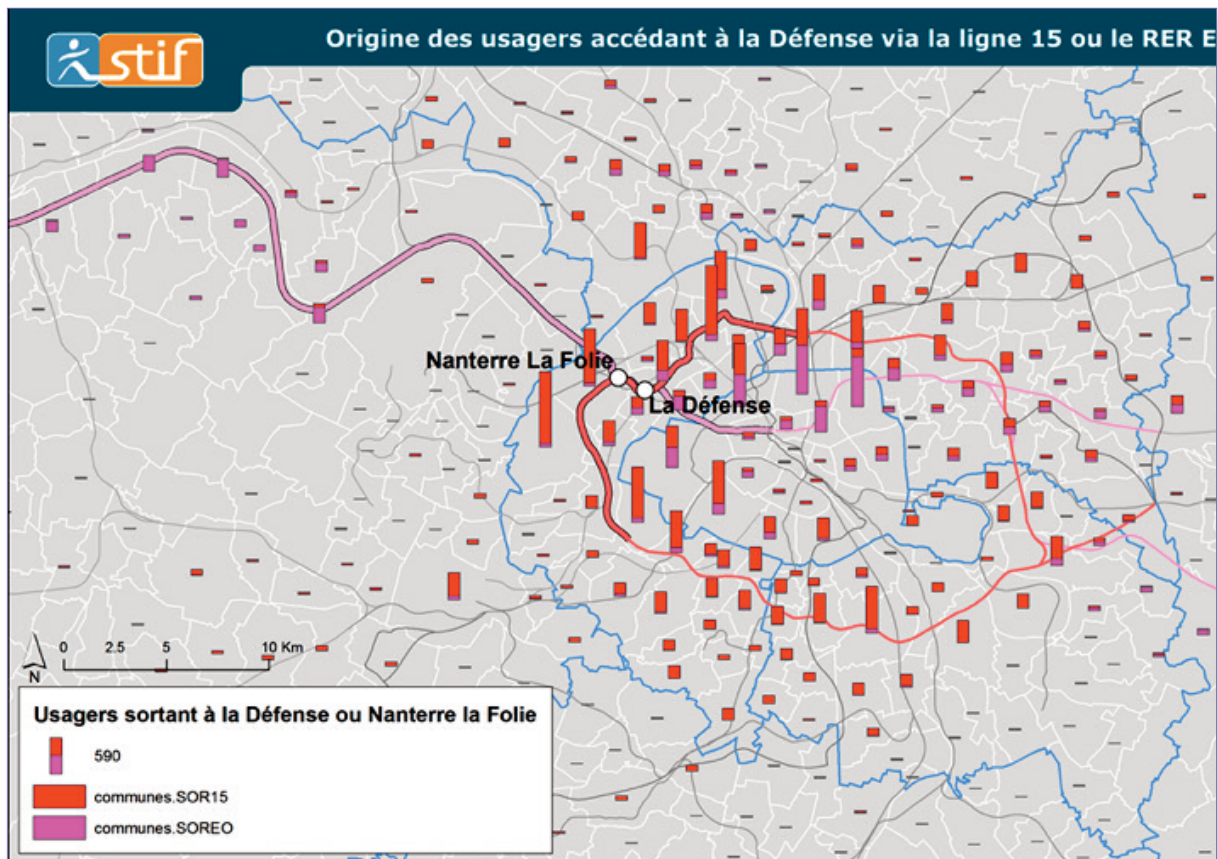 stif
Origine des usagers accédant à la Défense via la ligne 15 ou le RER E
Nanterre La Folie
La Défense
0 2.5 5 10 Km
N
Usagers sortant à la Défense ou Nanterre la Folie
590
communes.SOR15
communes.SOREO